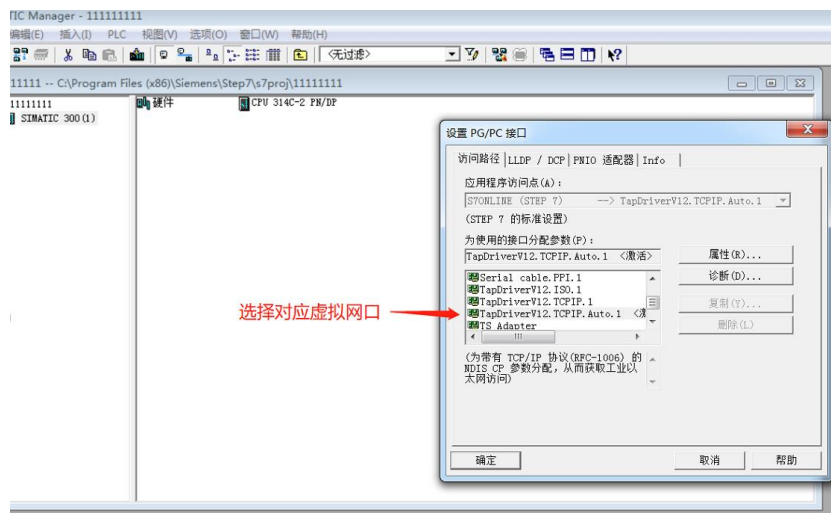 TIC Manager - 111111111
编辑(E) 插入(I) PLC 视图(V) 选项(O) 窗口(W) 帮助(H)
<无过滤>
11111 -- C:\Program Files (x86)\Siemens\Step7\s7proj\11111111
11111111
SIMATIC 300(1)
硬件
CPU 314C-2 PN/DP
设置 PG/PC 接口
访问路径 LLDP / DCP PNIO 适配器 Info
应用程序访问点(A):
S7ONLINE (STEP 7) --> TapDriverV12.TCPIP.Auto.1
(STEP 7 的标准设置)
为使用的接口分配参数(P):
TapDriverV12.TCPIP.Auto.1 <激活>
属性(R)...
Serial cable.PPI.1
TapDriverV12.ISO.1
TapDriverV12.TCPIP.1
TapDriverV12.TCPIP.Auto.1 <激
TS Adapter
诊断(D)...
复制(Y)...
删除(L)
选择对应虚拟网口
(为带有 TCP/IP 协议(RFC-1006) 的
NDIS CP 参数分配，从而获取工业以
太网访问)
确定
取消
帮助